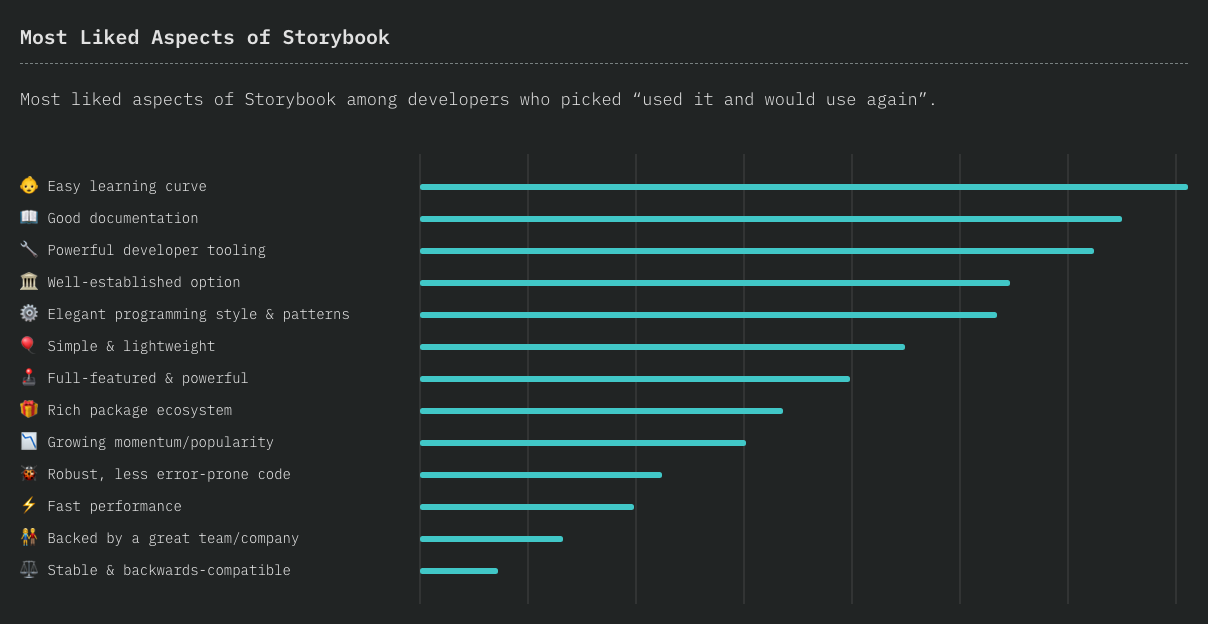 Most Liked Aspects of Storybook
Most liked aspects of Storybook among developers who picked “used it and would use again”.
Easy learning curve
Good documentation
Powerful developer tooling
Well-established option
Elegant programming style & patterns
Simple & lightweight
Full-featured & powerful
Rich package ecosystem
Growing momentum/popularity
Robust, less error-prone code
Fast performance
Backed by a great team/company
Stable & backwards-compatible